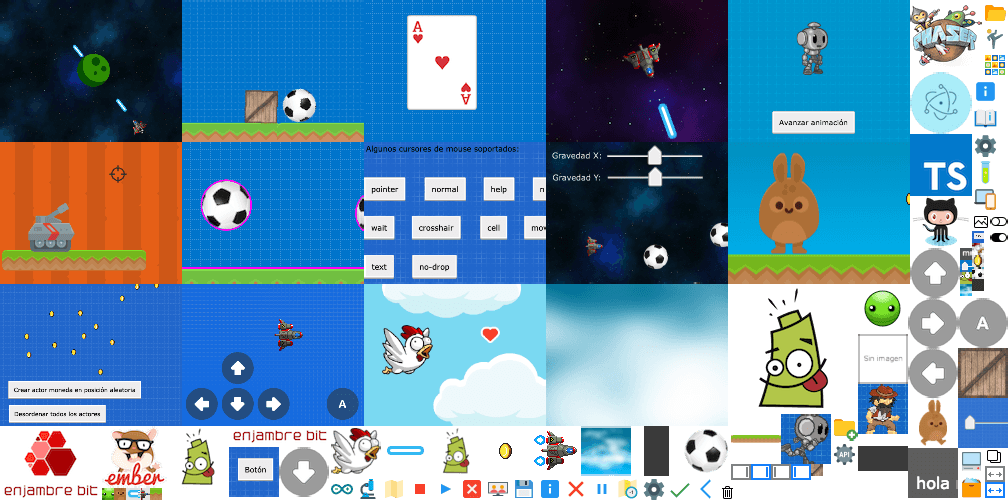 A
A
Avanzar animación
PHASER
Algunos cursores de mouse soportados:
pointer
normal
help
n
wait
crosshair
cell
mov
text
no-drop
Gravedad X:
Gravedad Y:
TS
Crear actor moneda en posición aleatoria
Desordenar todos los actores
A
Sin imagen
A
enjambre bit
ember
enjambre bit
Botón
API
hola